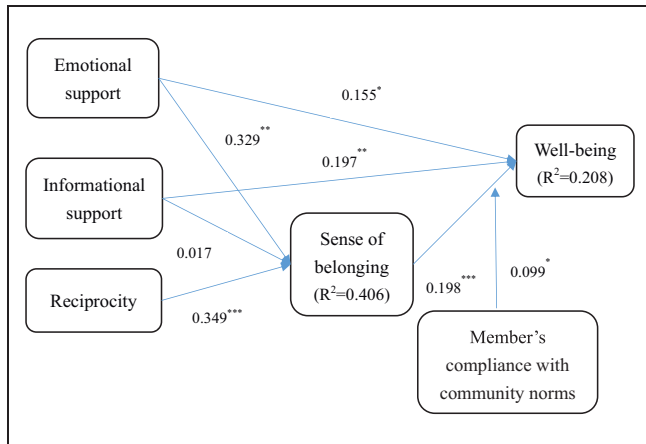 Emotional
support
0.155*
0.329**
0.197**
Well-being
(R²=0.208)
Informational
support
0.017
Sense of
belonging
(R²=0.406)
Reciprocity
0.349***
0.198***
0.099*
Member's
compliance with
community norms